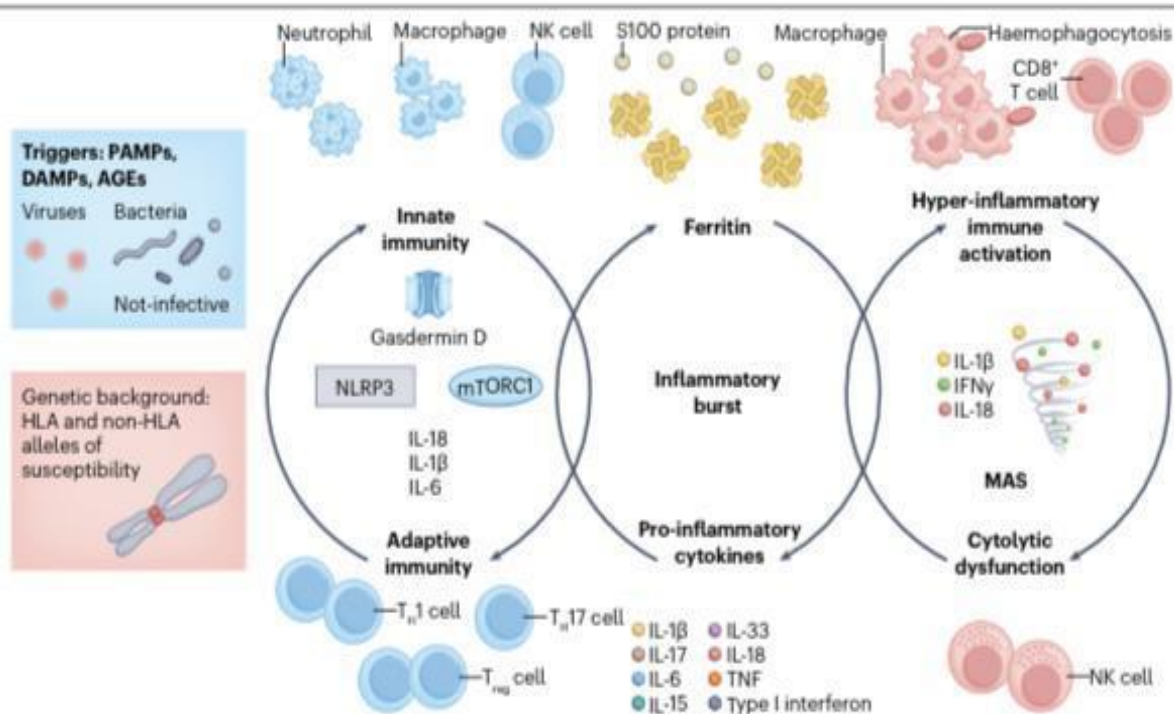 Neutrophil
Macrophage
NK cell
S100 protein
Macrophage
Haemophagocytosis
CD8⁺
T cell
Triggers: PAMPs,
DAMPs, AGEs
Viruses
Bacteria
Not-infective
Genetic background:
HLA and non-HLA
alleles of
susceptibility
Innate
immunity
Gasdermin D
NLRP3
mTORC1
IL-18
IL-1β
IL-6
Adaptive
immunity
T_H1 cell
T_H17 cell
T_reg cell
Ferritin
Inflammatory
burst
Pro-inflammatory
cytokines
IL-1β
IL-17
IL-6
IL-15
IL-33
IL-18
TNF
Type I interferon
Hyper-inflammatory
immune
activation
IL-1β
IFNγ
IL-18
MAS
Cytolytic
dysfunction
NK cell